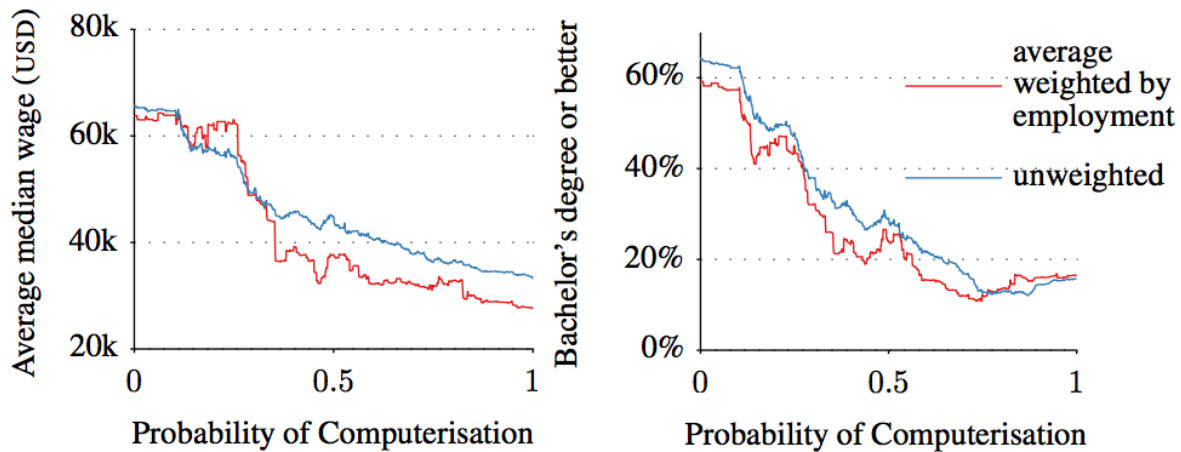 Average median wage (USD)
80k
60k
40k
20k
0
0.5
1
Probability of Computerisation
Bachelor's degree or better
60%
40%
20%
0%
0
0.5
1
Probability of Computerisation
average
weighted by
employment
unweighted